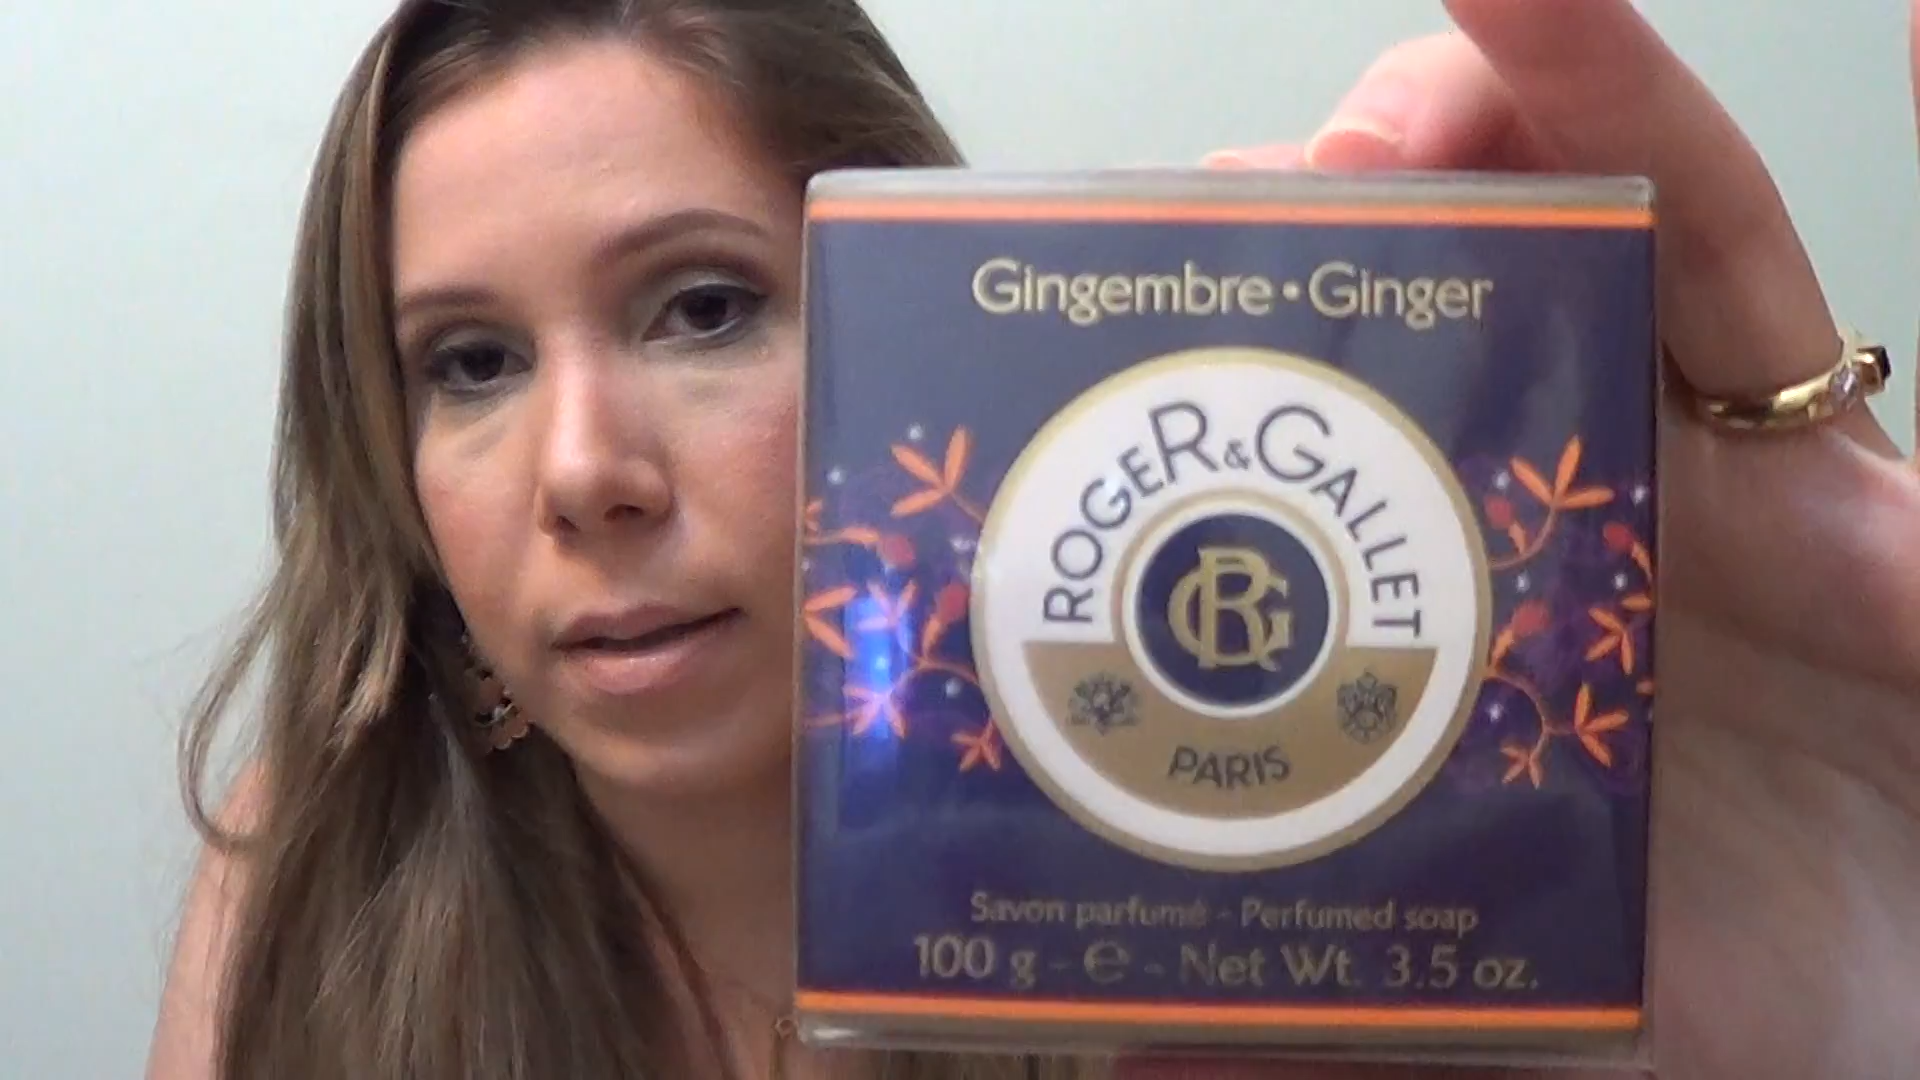 Gingembre • Ginger
ROGER & GALLET
RG
PARIS
Savon parfumé - Perfumed soap
100 g - ℮ - Net Wt. 3.5 oz.